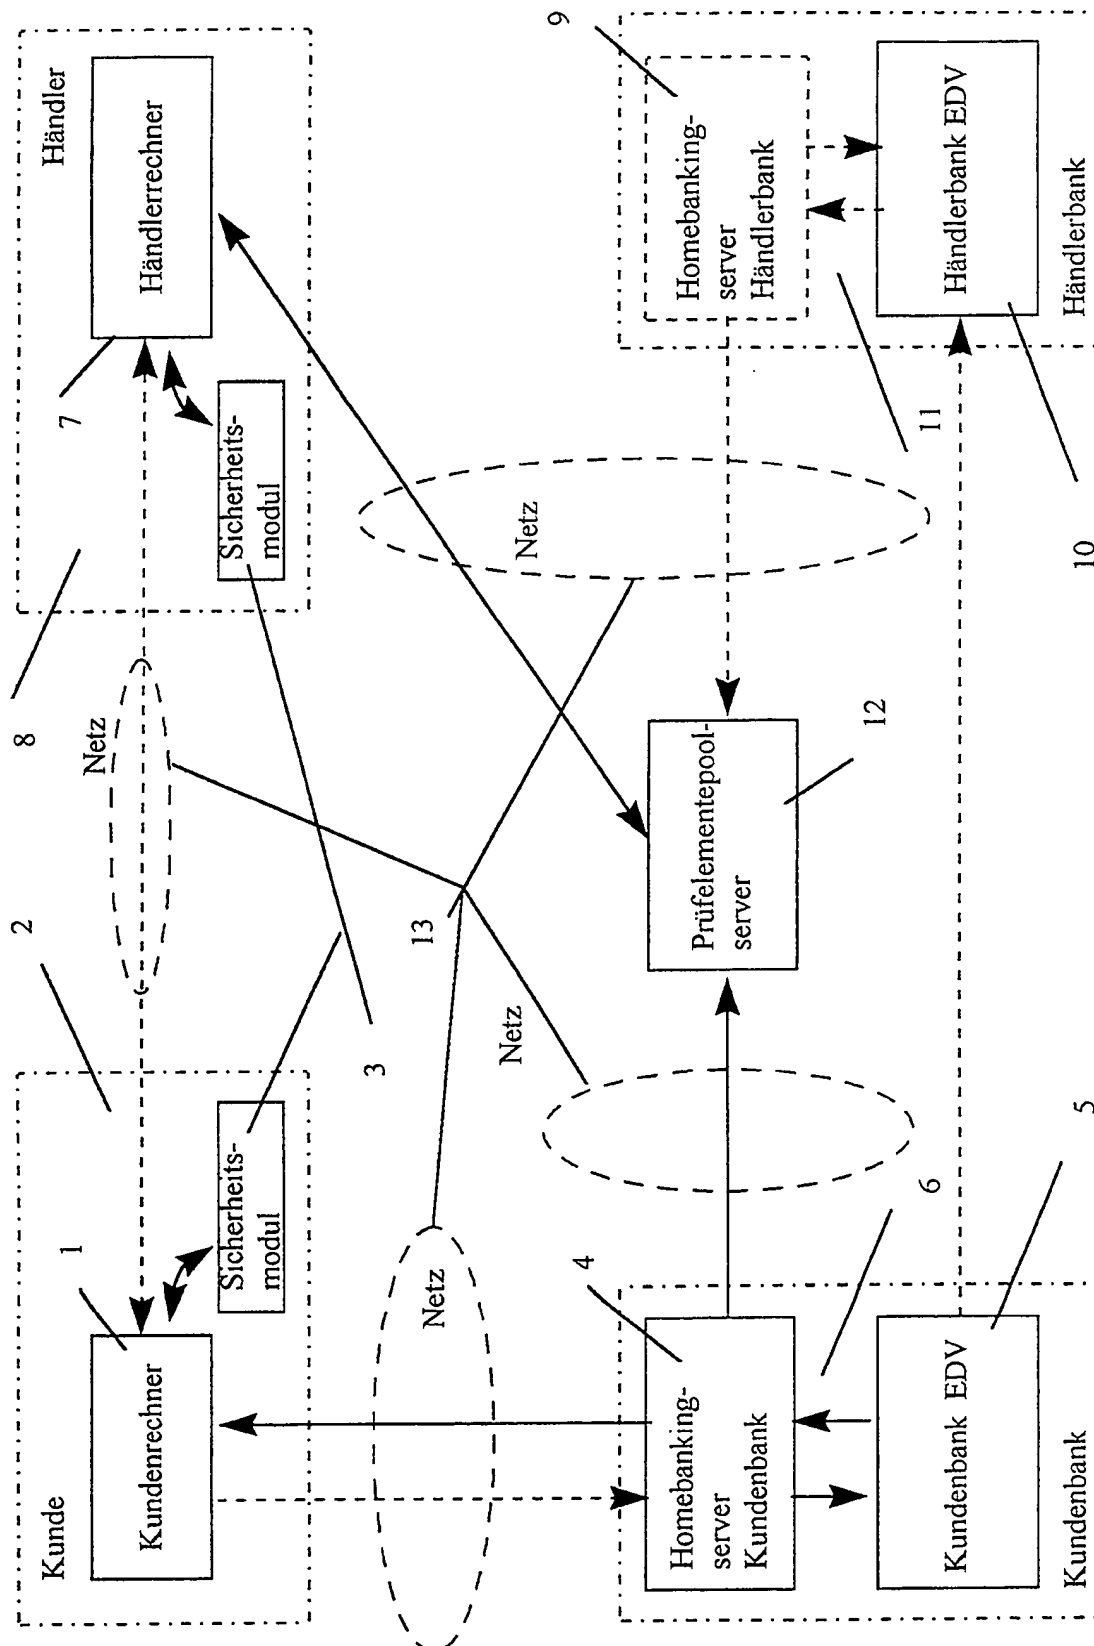 Kunde
Kundenrechner
1
Sicherheits-
modul
2
Netz
8
7
Händler
Händlerrechner
Sicherheits-
modul
3
13
Netz
Netz
Netz
4
Homebanking-
server
Kundenbank
6
Kundenbank EDV
5
Kundenbank
Prüfelementepool-
server
12
9
Homebanking-
server
Händlerbank
11
Händlerbank EDV
10
Händlerbank